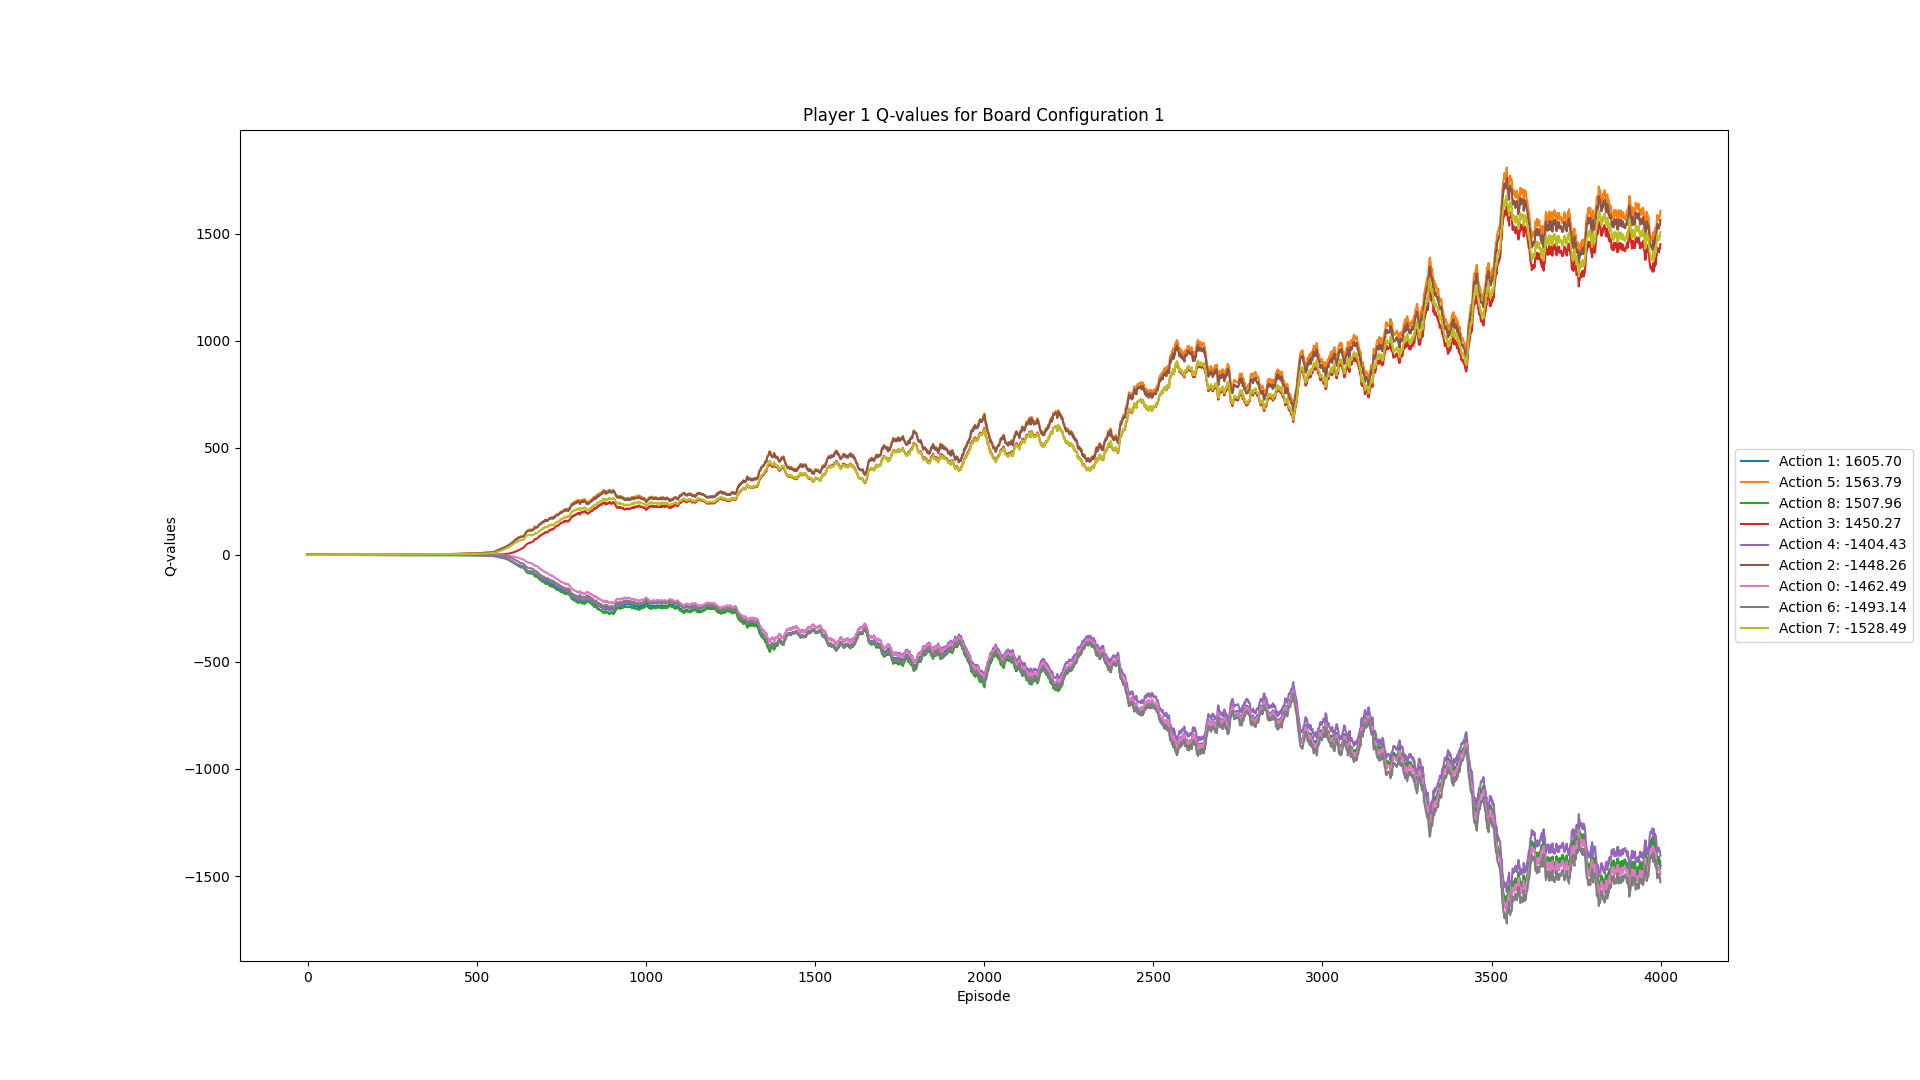 Player 1 Q-values for Board Configuration 1
Q-values
1500
1000
500
0
−500
−1000
−1500
0
500
1000
1500
2000
2500
3000
3500
4000
Episode
Action 1: 1605.70
Action 5: 1563.79
Action 8: 1507.96
Action 3: 1450.27
Action 4: -1404.43
Action 2: -1448.26
Action 0: -1462.49
Action 6: -1493.14
Action 7: -1528.49